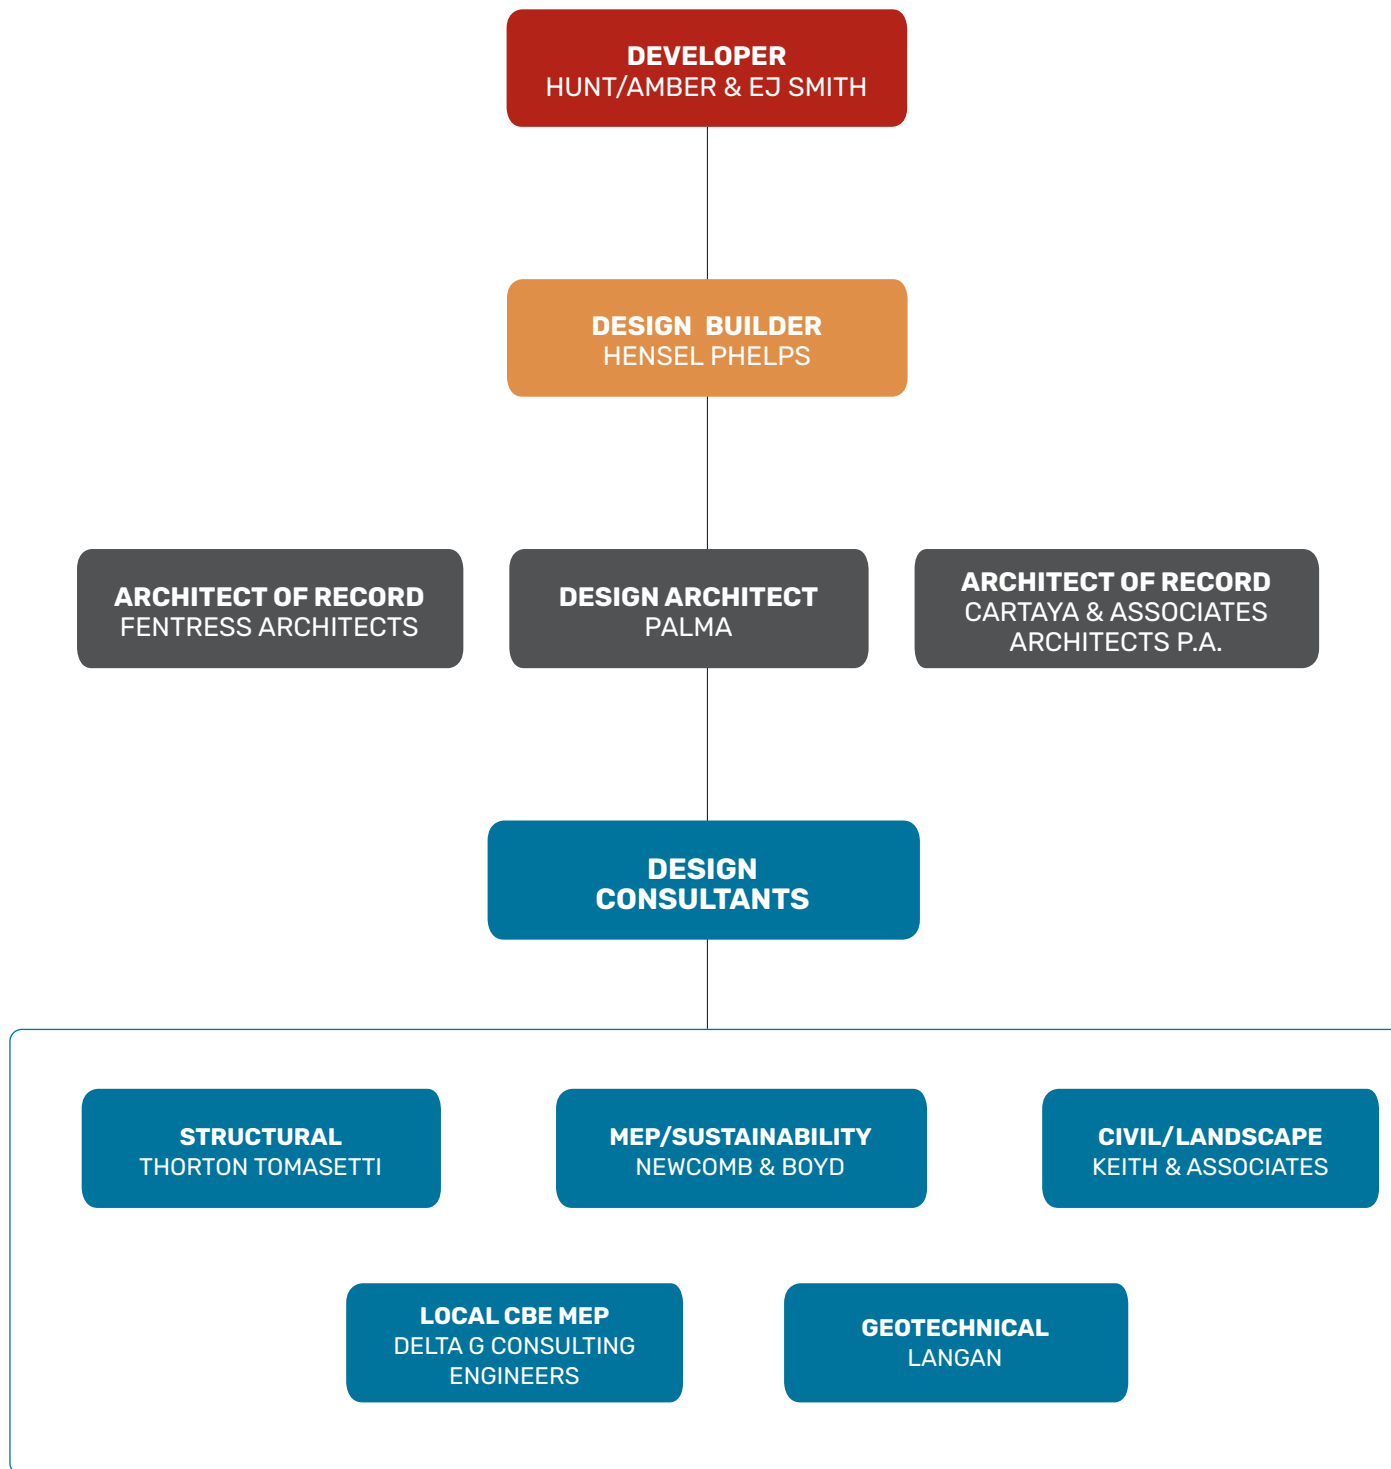 DEVELOPER
HUNT/AMBER & EJ SMITH
DESIGN BUILDER
HENSEL PHELPS
ARCHITECT OF RECORD
FENTRESS ARCHITECTS
DESIGN ARCHITECT
PALMA
ARCHITECT OF RECORD
CARTAYA & ASSOCIATES
ARCHITECTS P.A.
DESIGN
CONSULTANTS
STRUCTURAL
THORTON TOMASETTI
MEP/SUSTAINABILITY
NEWCOMB & BOYD
CIVIL/LANDSCAPE
KEITH & ASSOCIATES
LOCAL CBE MEP
DELTA G CONSULTING
ENGINEERS
GEOTECHNICAL
LANGAN